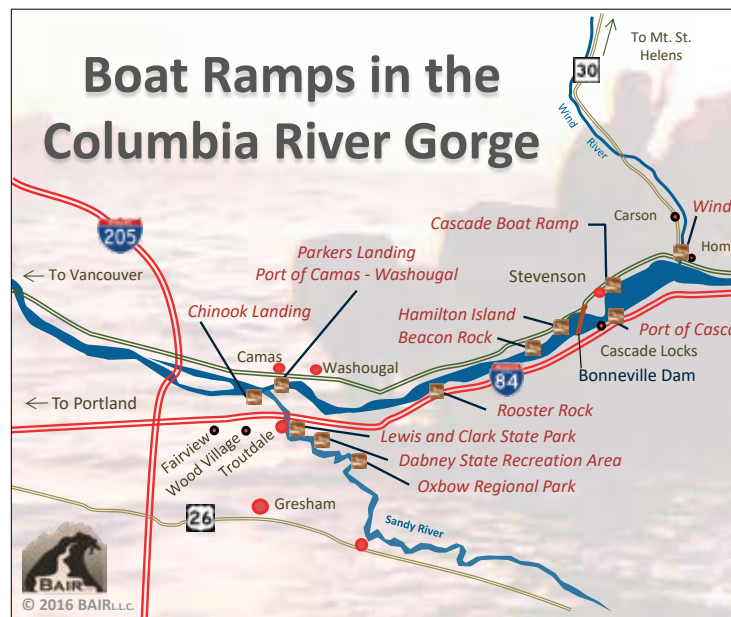 Boat Ramps in the
Columbia River Gorge
To Mt. St.
Helens
30
Wind
River
Carson
Wind
Hom
205
Cascade Boat Ramp
Parkers Landing
Port of Camas - Washougal
To Vancouver
Stevenson
Chinook Landing
Hamilton Island
Beacon Rock
Port of Casca
Cascade Locks
Camas
Washougal
Bonneville Dam
84
To Portland
Rooster Rock
Fairview
Wood Village
Troutdale
Lewis and Clark State Park
Dabney State Recreation Area
Oxbow Regional Park
Gresham
26
Sandy River
BAIR
© 2016 BAIR L.L.C.